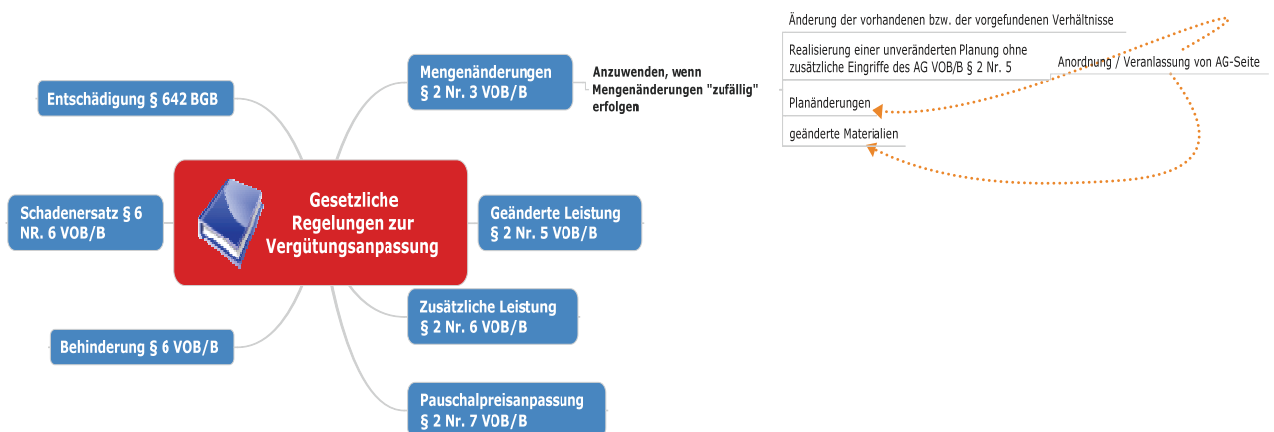 Gesetzliche
Regelungen zur
Vergütungsanpassung
Mengenänderungen
§ 2 Nr. 3 VOB/B
Anzuwenden, wenn
Mengenänderungen "zufällig"
erfolgen
Änderung der vorhandenen bzw. der vorgefundenen Verhältnisse
Realisierung einer unveränderten Planung ohne
zusätzliche Eingriffe des AG VOB/B § 2 Nr. 5
Anordnung / Veranlassung von AG-Seite
Planänderungen
geänderte Materialien
Geänderte Leistung
§ 2 Nr. 5 VOB/B
Zusätzliche Leistung
§ 2 Nr. 6 VOB/B
Pauschalpreisanpassung
§ 2 Nr. 7 VOB/B
Entschädigung § 642 BGB
Schadenersatz § 6
NR. 6 VOB/B
Behinderung § 6 VOB/B